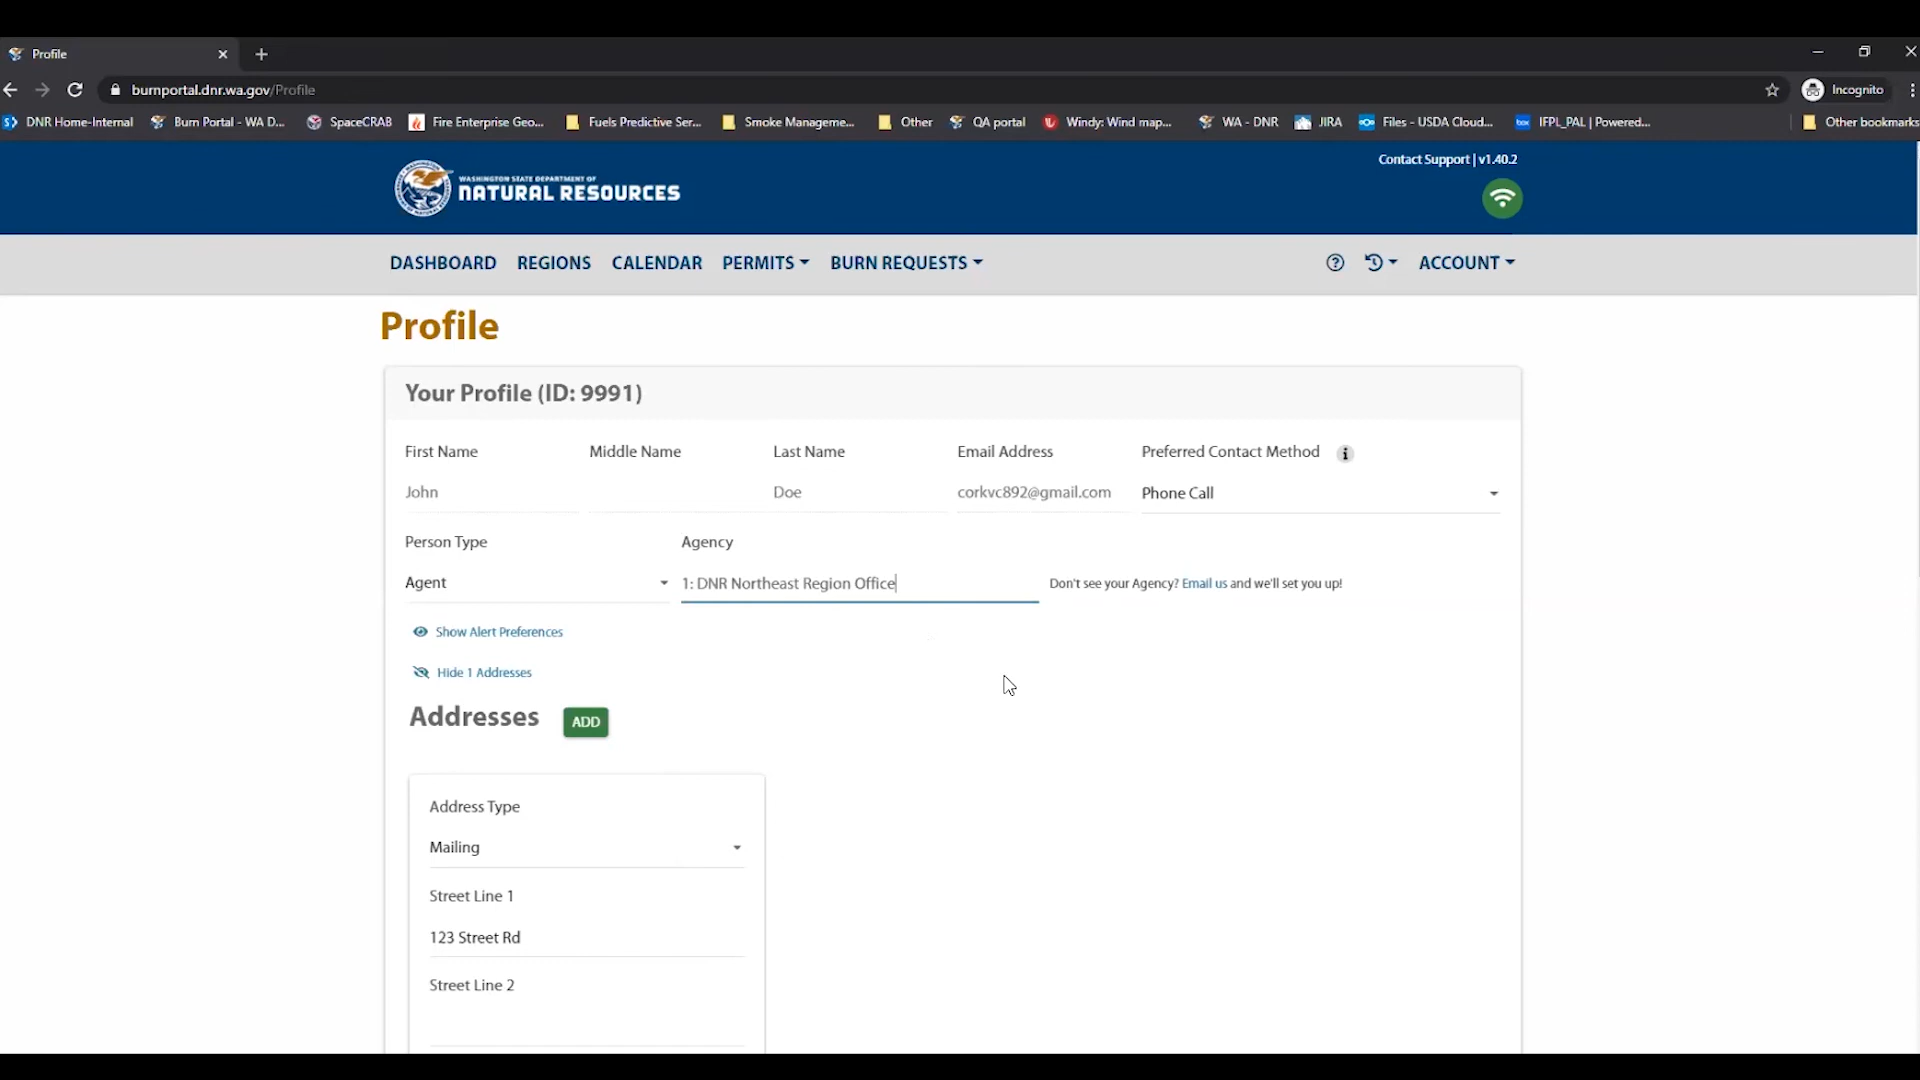 Profile
burnportal.dnr.wa.gov/Profile
Incognito
DNR Home-Internal
Burn Portal - WA D...
SpaceCRAB
Fire Enterprise Geo...
Fuels Predictive Ser...
Smoke Manageme...
Other
QA portal
Windy: Wind map...
WA - DNR
JIRA
Files - USDA Cloud...
box
IFPL_PAL | Powered...
Other bookmarks
Contact Support | v1.40.2
WASHINGTON STATE DEPARTMENT OF
NATURAL RESOURCES
DASHBOARD
REGIONS
CALENDAR
PERMITS
BURN REQUESTS
ACCOUNT
Profile
Your Profile (ID: 9991)
First Name
Middle Name
Last Name
Email Address
Preferred Contact Method
John
Doe
corkvc892@gmail.com
Phone Call
Person Type
Agency
Agent
1: DNR Northeast Region Office
Don't see your Agency? Email us and we'll set you up!
Show Alert Preferences
Hide 1 Addresses
Addresses
ADD
Address Type
Mailing
Street Line 1
123 Street Rd
Street Line 2